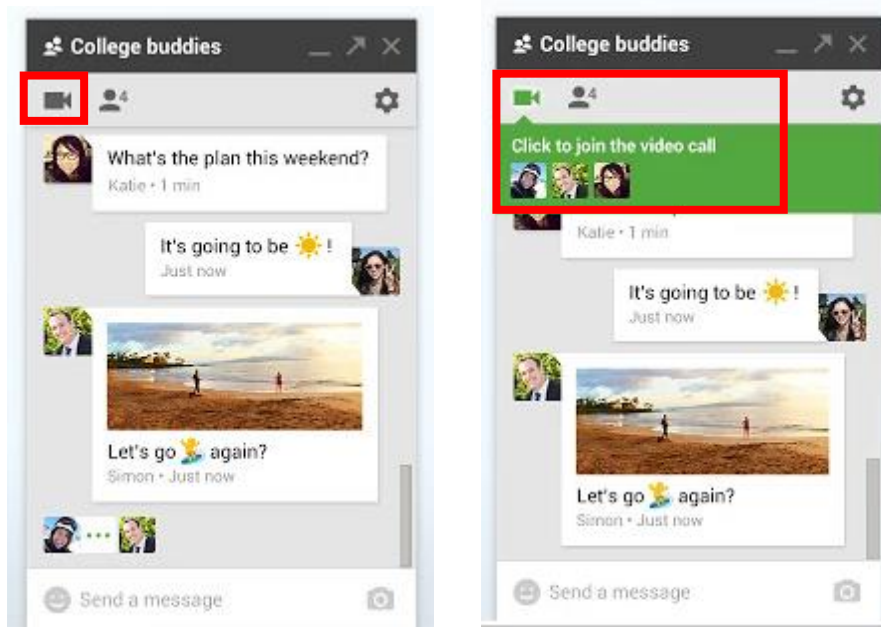 College buddies
4
What's the plan this weekend?
Katie • 1 min
It's going to be !
Just now
Let's go again?
Simon • Just now
Send a message
College buddies
4
Click to join the video call
Katie • 1 min
It's going to be !
Just now
Let's go again?
Simon • Just now
Send a message